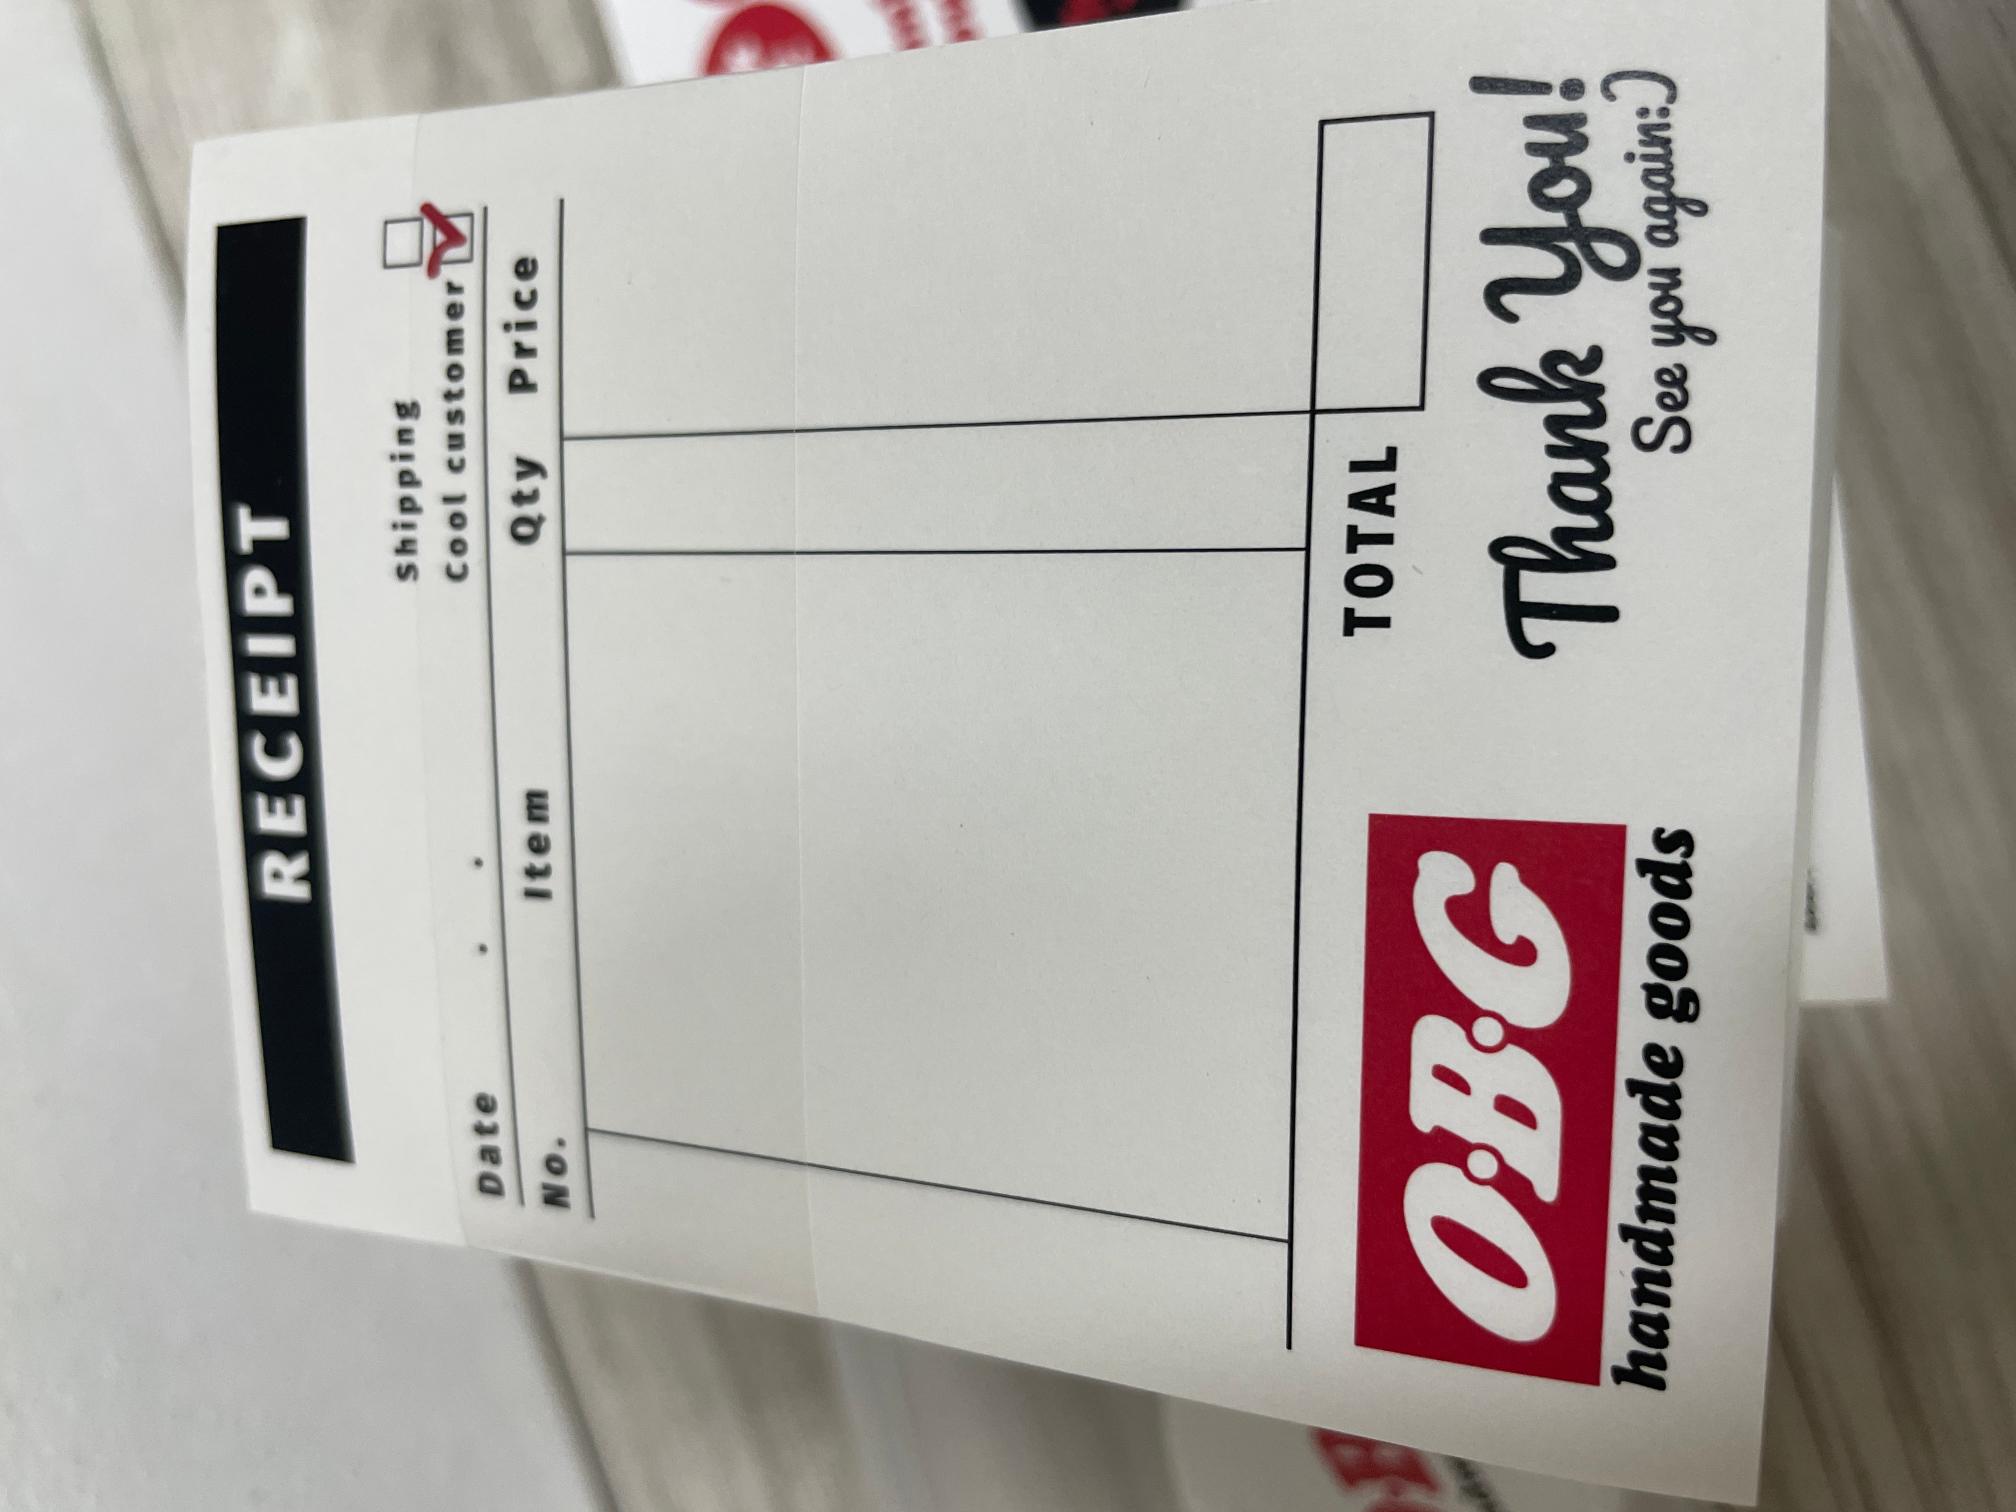 RECEIPT
Shipping
Cool customer
Date . .
No. Item Qty Price
TOTAL
O.B.G
handmade goods
Thank You!
See you again:)